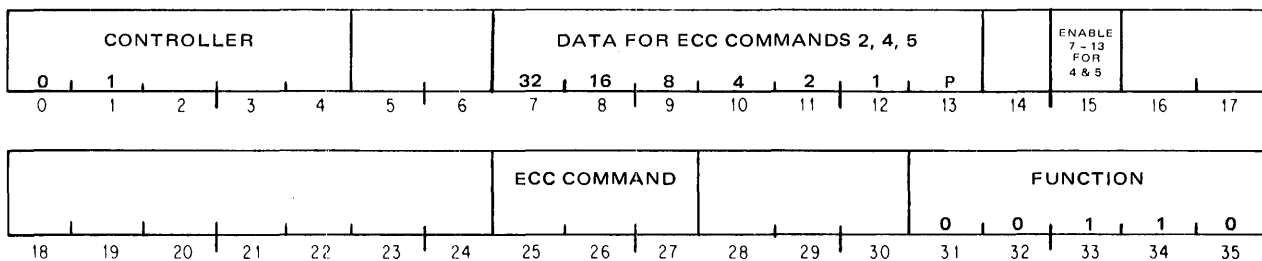 CONTROLLER DATA FOR ECC COMMANDS 2, 4, 5 ENABLE
7 – 13
FOR
4 & 5
0 1 32 16 8 4 2 1 P
0 1 2 3 4 5 6 7 8 9 10 11 12 13 14 15 16 17
ECC COMMAND FUNCTION
0 0 1 1 0
18 19 20 21 22 23 24 25 26 27 28 29 30 31 32 33 34 35